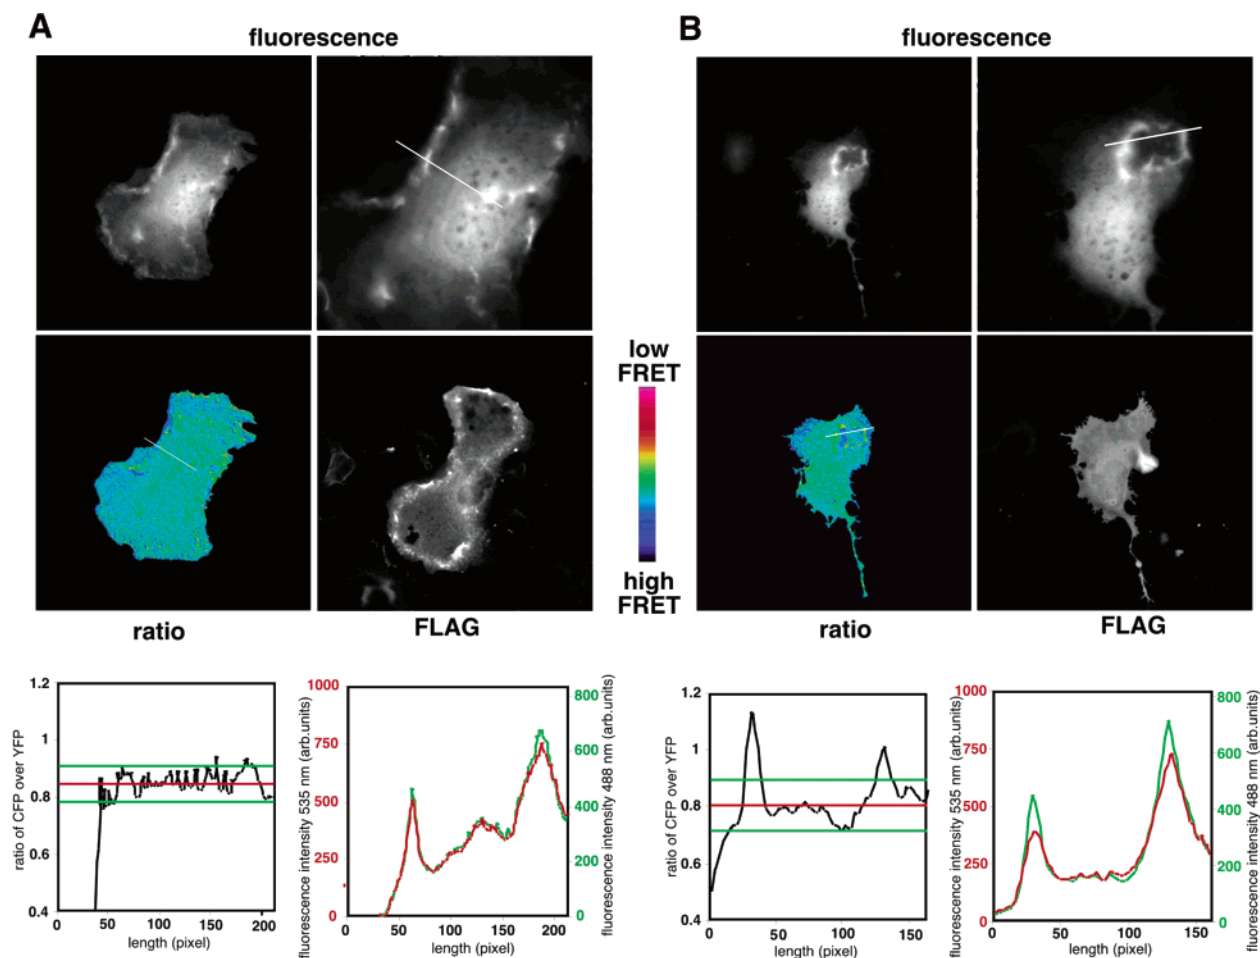 A
fluorescence
B
fluorescence
low
FRET
high
FRET
ratio
FLAG
ratio
FLAG
1.2
1
0.8
0.6
0.4
ratio of CFP over YFP
0
50
100
150
200
length (pixel)
1000
750
500
250
0
fluorescence intensity 535 nm (arb.units)
800
600
400
200
0
fluorescence intensity 488 nm (arb.units)
0
50
100
150
200
length (pixel)
1.2
1
0.8
0.6
0.4
ratio of CFP over YFP
0
50
100
150
length (pixel)
1000
750
500
250
0
fluorescence intensity 535 nm (arb.units)
800
600
400
200
0
fluorescence intensity 488 nm (arb.units)
0
50
100
150
length (pixel)